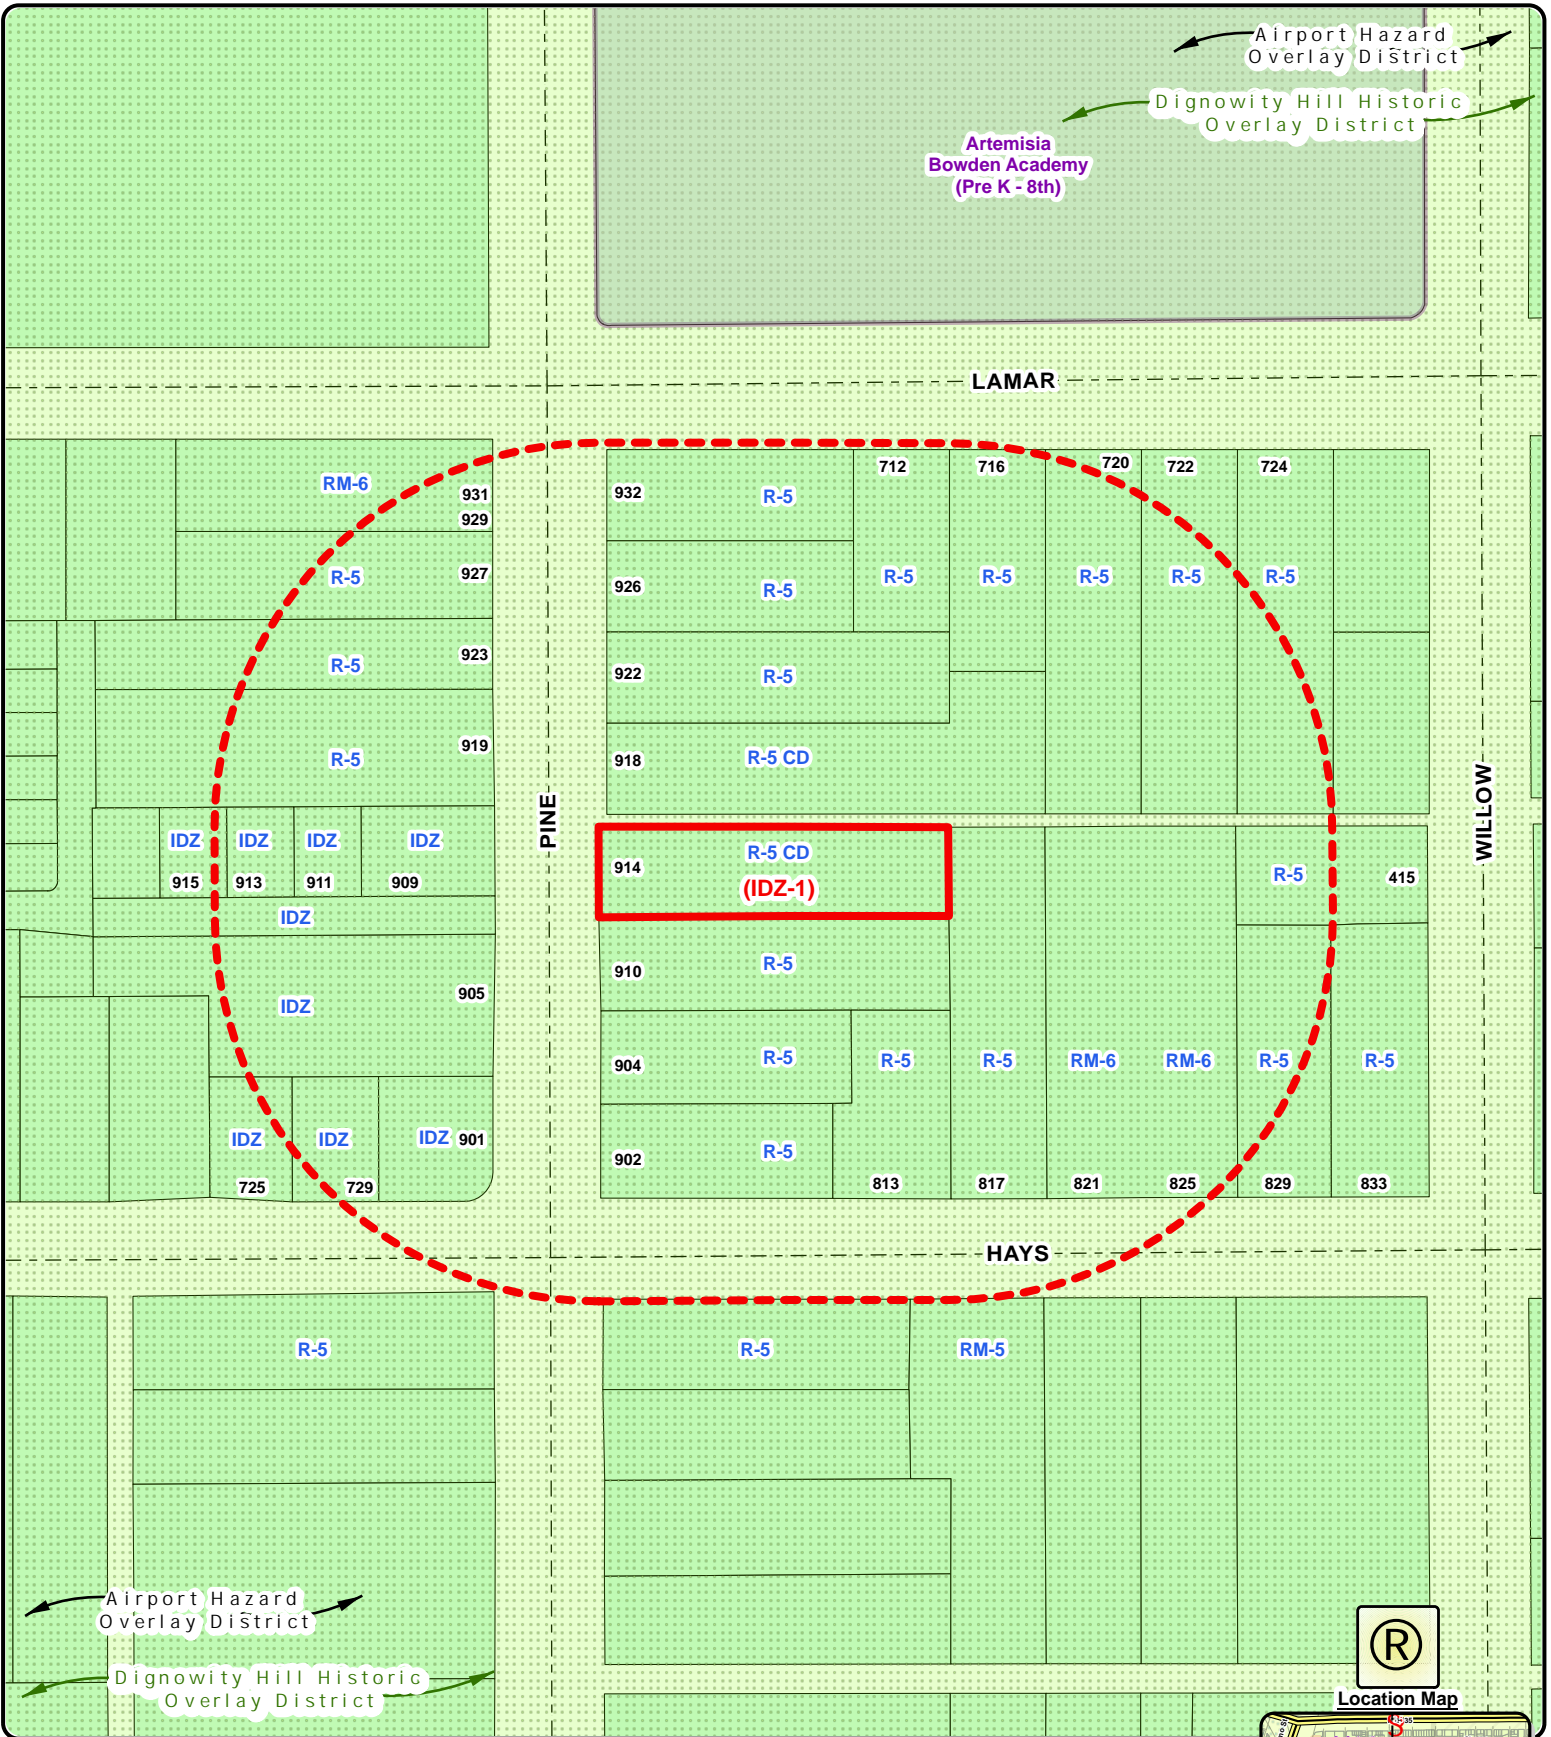 Airport Hazard
Overlay District
Dignowity Hill Historic
Overlay District
Artemisia
Bowden Academy
(Pre K - 8th)
LAMAR
712
716
720
722
724
RM-6
931
932
R-5
929
R-5
927
926
R-5
R-5
R-5
R-5
R-5
R-5
R-5
923
922
R-5
R-5
919
918
R-5 CD
PINE
WILLOW
IDZ
IDZ
IDZ
IDZ
915
913
911
909
914
R-5 CD
(IDZ-1)
R-5
415
IDZ
910
R-5
IDZ
905
904
R-5
R-5
R-5
RM-6
RM-6
R-5
R-5
IDZ
IDZ
IDZ
901
902
R-5
725
729
813
817
821
825
829
833
HAYS
R-5
R-5
RM-5
Airport Hazard
Overlay District
Dignowity Hill Historic
Overlay District
R
Location Map
35